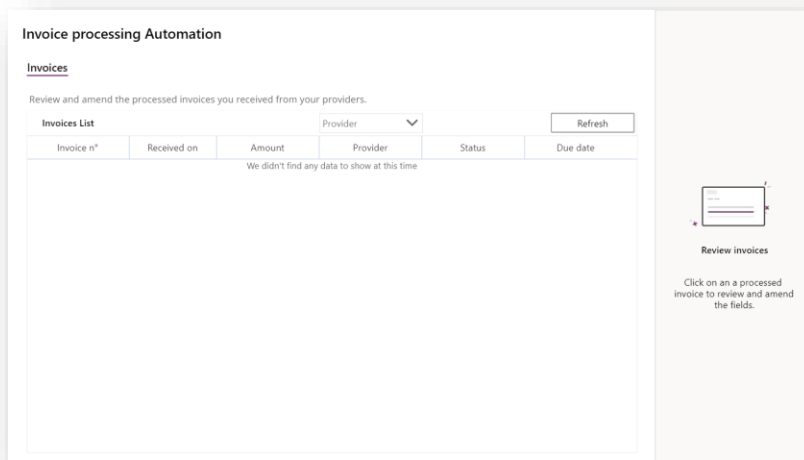 Invoice processing Automation
Invoices
Review and amend the processed invoices you received from your providers.
Invoices List
Provider
Refresh
Invoice n°
Received on
Amount
Provider
Status
Due date
We didn't find any data to show at this time
Review invoices
Click on an a processed
invoice to review and amend
the fields.